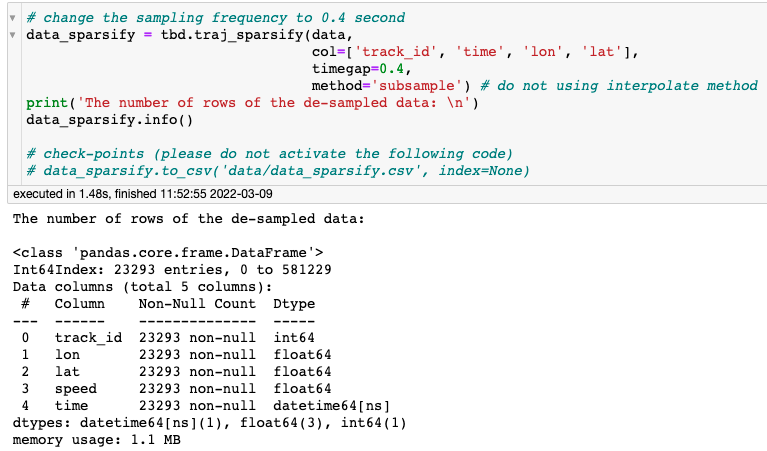 # change the sampling frequency to 0.4 second
data_sparsify = tbd.traj_sparsify(data,
                                  col=['track_id', 'time', 'lon', 'lat'],
                                  timegap=0.4,
                                  method='subsample') # do not using interpolate method
print('The number of rows of the de-sampled data: \n')
data_sparsify.info()

# check-points (please do not activate the following code)
# data_sparsify.to_csv('data/data_sparsify.csv', index=None)
executed in 1.48s, finished 11:52:55 2022-03-09
The number of rows of the de-sampled data:

<class 'pandas.core.frame.DataFrame'>
Int64Index: 23293 entries, 0 to 581229
Data columns (total 5 columns):
 #   Column    Non-Null Count  Dtype
---  ------    --------------  -----
 0   track_id  23293 non-null  int64
 1   lon       23293 non-null  float64
 2   lat       23293 non-null  float64
 3   speed     23293 non-null  float64
 4   time      23293 non-null  datetime64[ns]
dtypes: datetime64[ns](1), float64(3), int64(1)
memory usage: 1.1 MB